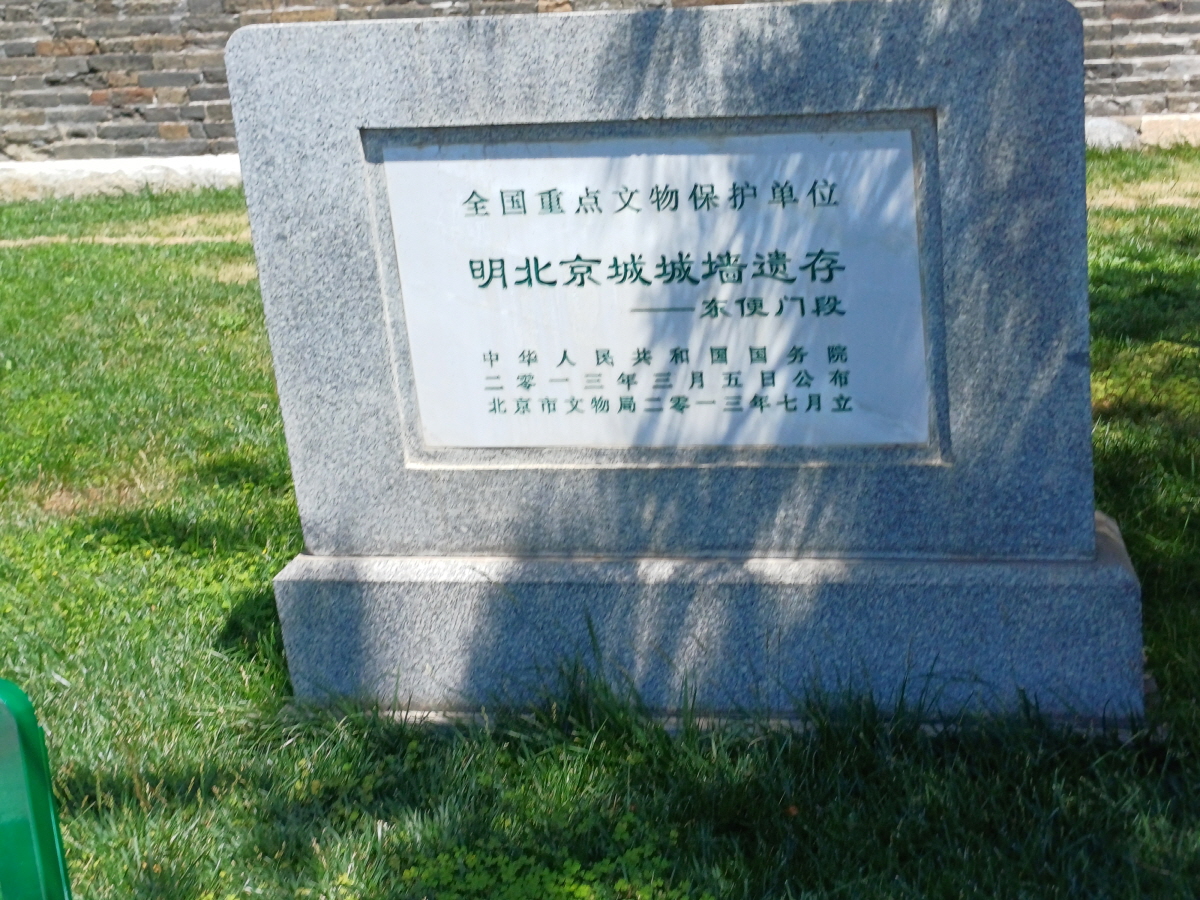 全国重点文物保护单位
明北京城城墙遗存
——东便门段
中华人民共和国国务院
二零一三年三月五日公布
北京市文物局二零一三年七月立